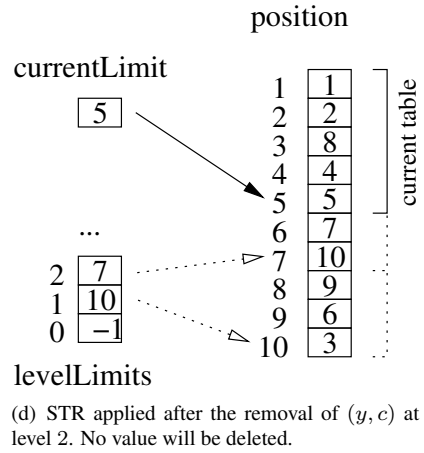 position
currentLimit
5
1 1
2 2
3 8
4 4
5 5
6 7
7 10
8 9
9 6
10 3
current table
...
2 7
1 10
0 −1
levelLimits
(d) STR applied after the removal of (y, c) at
level 2. No value will be deleted.